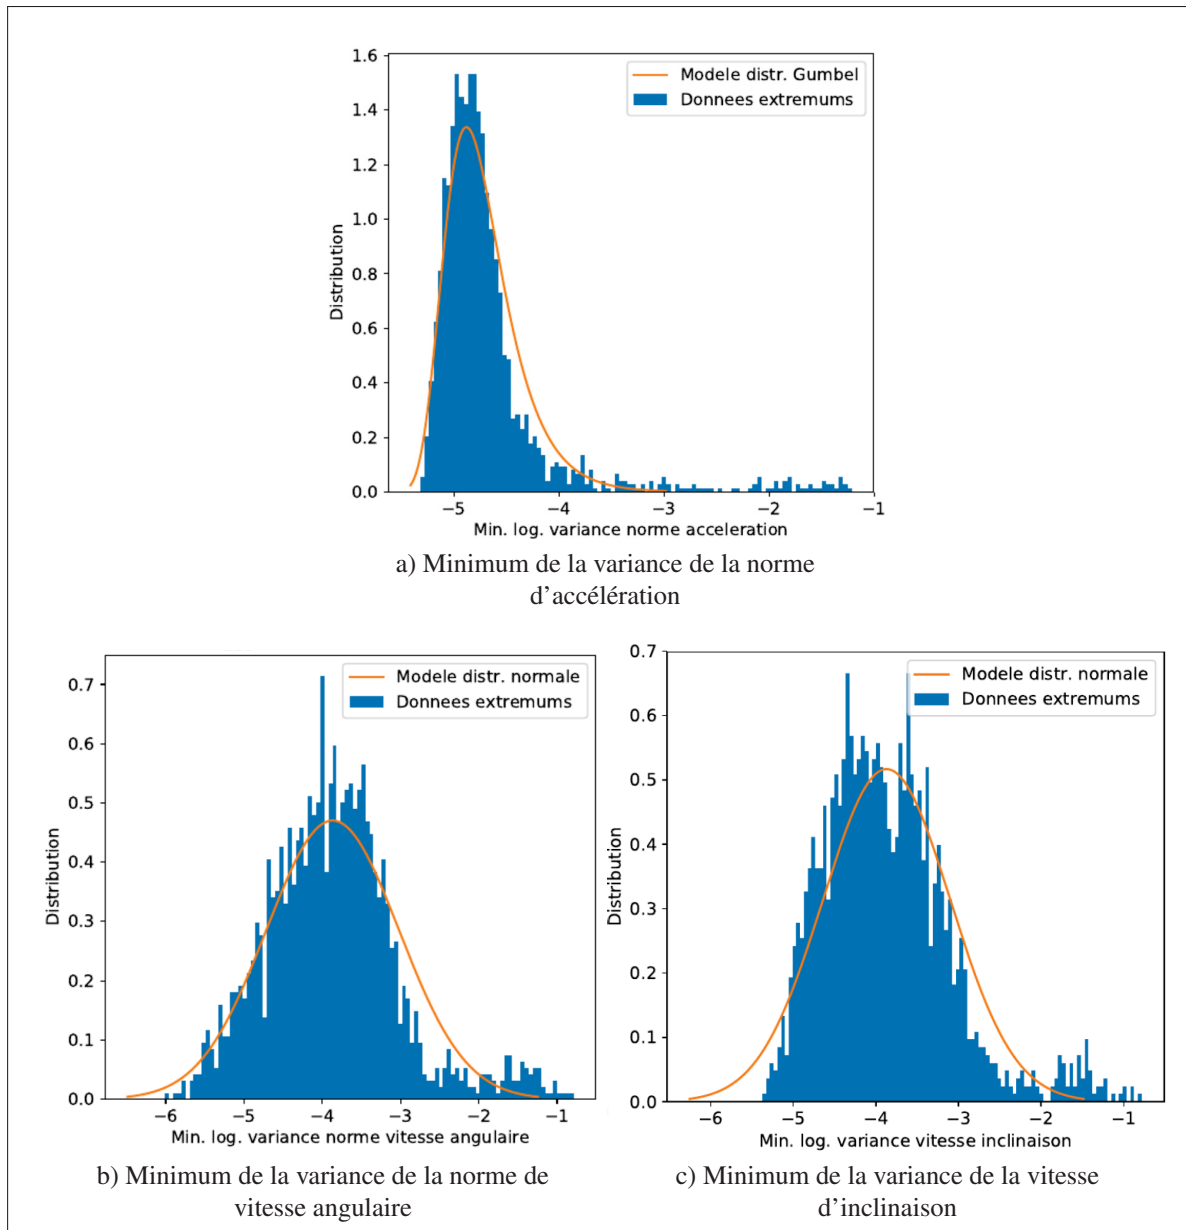 1.6
1.4
1.2
1.0
0.8
0.6
0.4
0.2
0.0
Distribution
Modele distr. Gumbel
Donnees extremums
−5 −4 −3 −2 −1
Min. log. variance norme acceleration
a) Minimum de la variance de la norme
d’accélération
0.7
0.6
0.5
0.4
0.3
0.2
0.1
0.0
Distribution
Modele distr. normale
Donnees extremums
−6 −5 −4 −3 −2 −1
Min. log. variance norme vitesse angulaire
b) Minimum de la variance de la norme de
vitesse angulaire
0.7
0.6
0.5
0.4
0.3
0.2
0.1
0.0
Distribution
Modele distr. normale
Donnees extremums
−6 −5 −4 −3 −2 −1
Min. log. variance vitesse inclinaison
c) Minimum de la variance de la vitesse
d’inclinaison